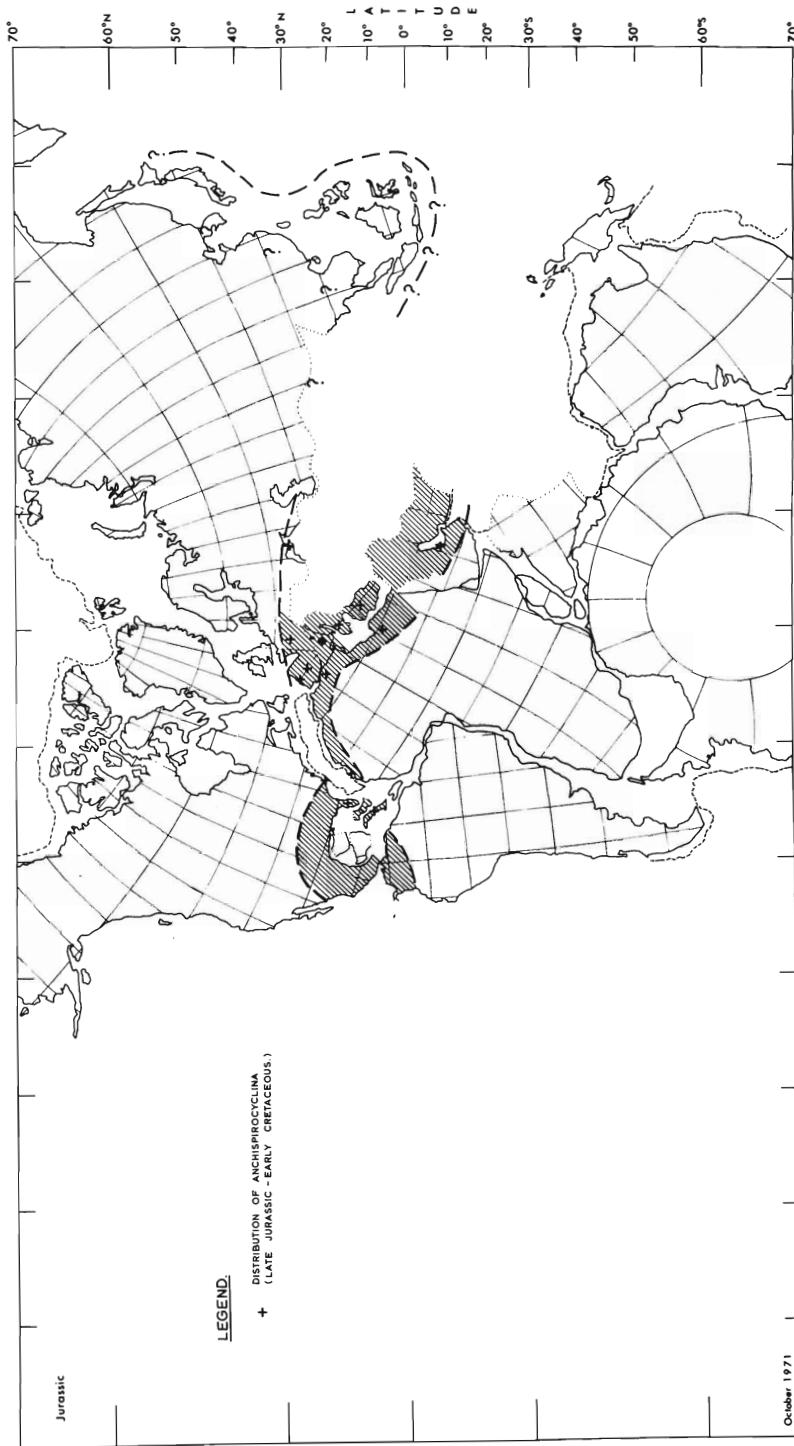 Jurassic
LEGEND.
+ DISTRIBUTION OF ANCHISPIROCYCLINA
(LATE JURASSIC - EARLY CRETACEOUS.)
October 1971
70°
60°N
50°
40°
30°N
20°
10°
0°
10°
20°
30°S
40°
50°
60°S
70°
LATITUDE
?
?
?
?
?
?
?
?